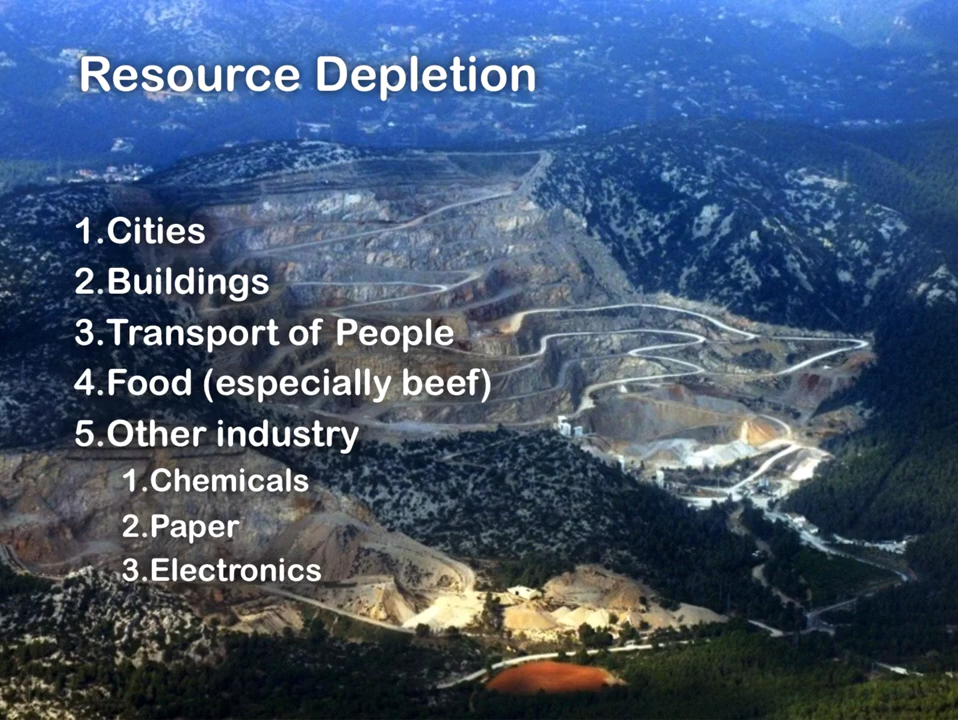 Resource Depletion
1.Cities
2.Buildings
3.Transport of People
4.Food (especially beef)
5.Other industry
1.Chemicals
2.Paper
3.Electronics